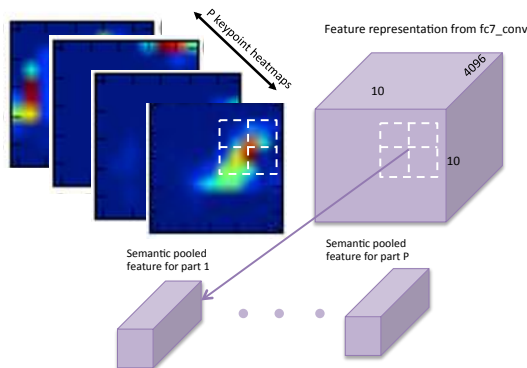 P keypoint heatmaps
Feature representation from fc7_conv
4096
10
10
Semantic pooled
feature for part 1
Semantic pooled
feature for part P